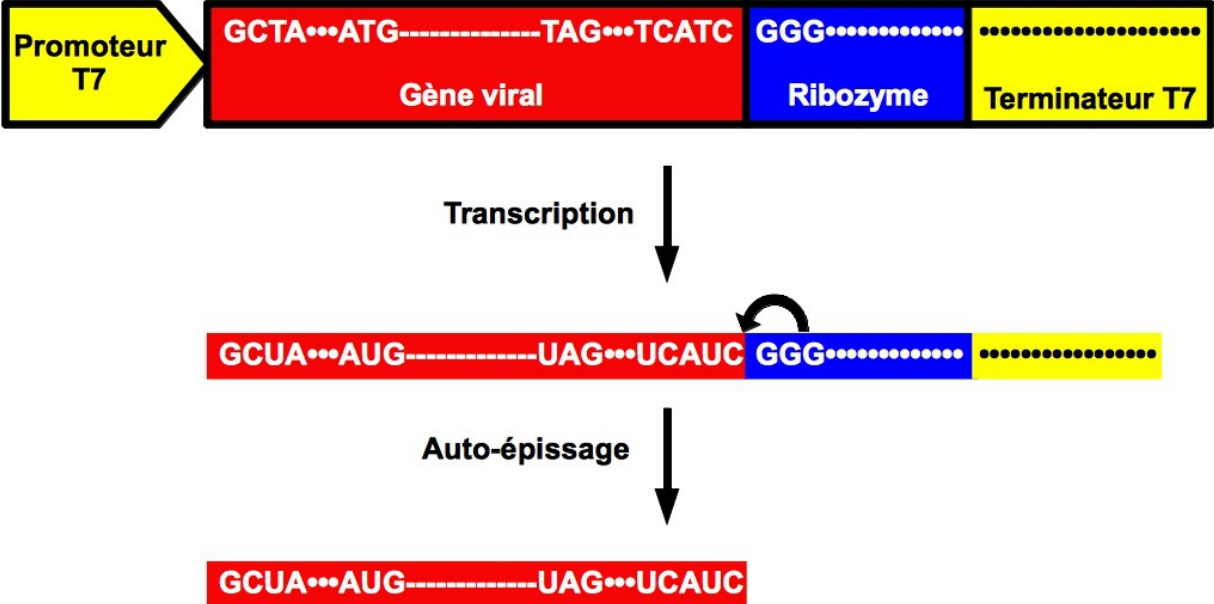 Promoteur T7
GCTA•••ATG--------------TAG•••TCATC
Gène viral
GGG•••••••••••••
Ribozyme
••••••••••••••••••••
Terminateur T7
Transcription
GCUA•••AUG-------------UAG•••UCAUC GGG••••••••••••• •••••••••••••••••
Auto-épissage
GCUA•••AUG-------------UAG•••UCAUC